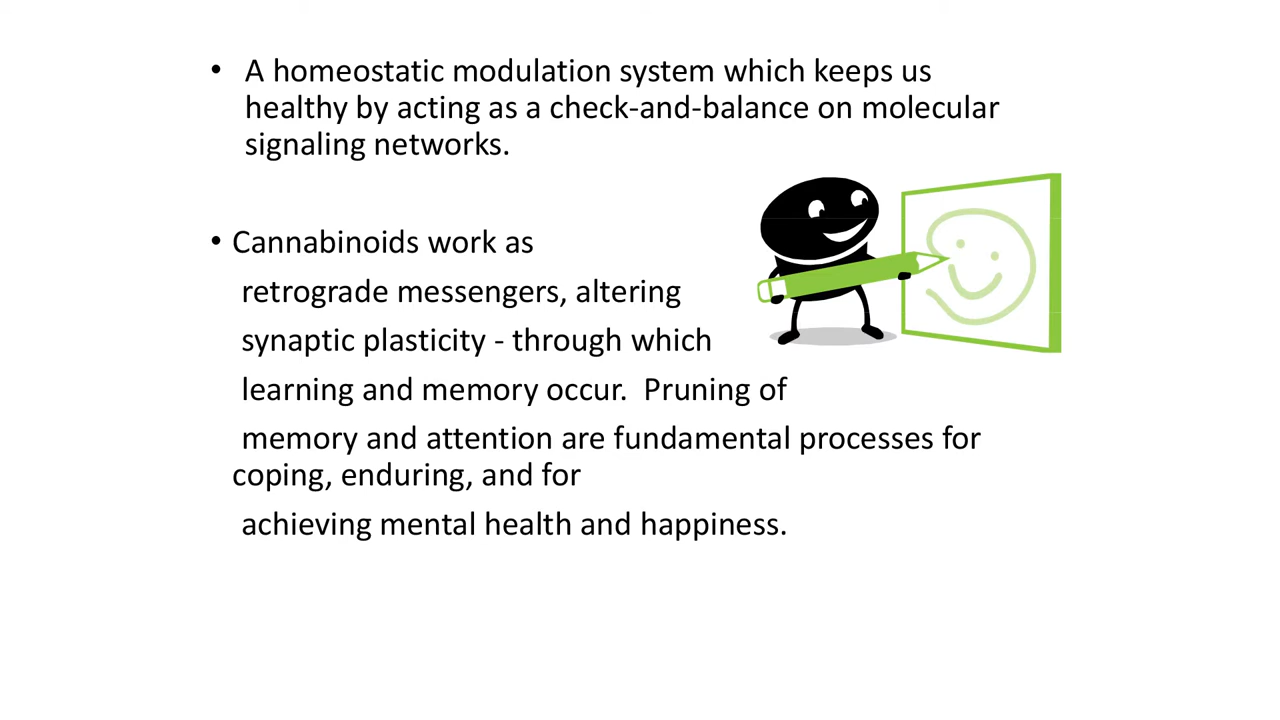 • A homeostatic modulation system which keeps us
healthy by acting as a check-and-balance on molecular
signaling networks.
• Cannabinoids work as
retrograde messengers, altering
synaptic plasticity - through which
learning and memory occur.  Pruning of
memory and attention are fundamental processes for
coping, enduring, and for
achieving mental health and happiness.